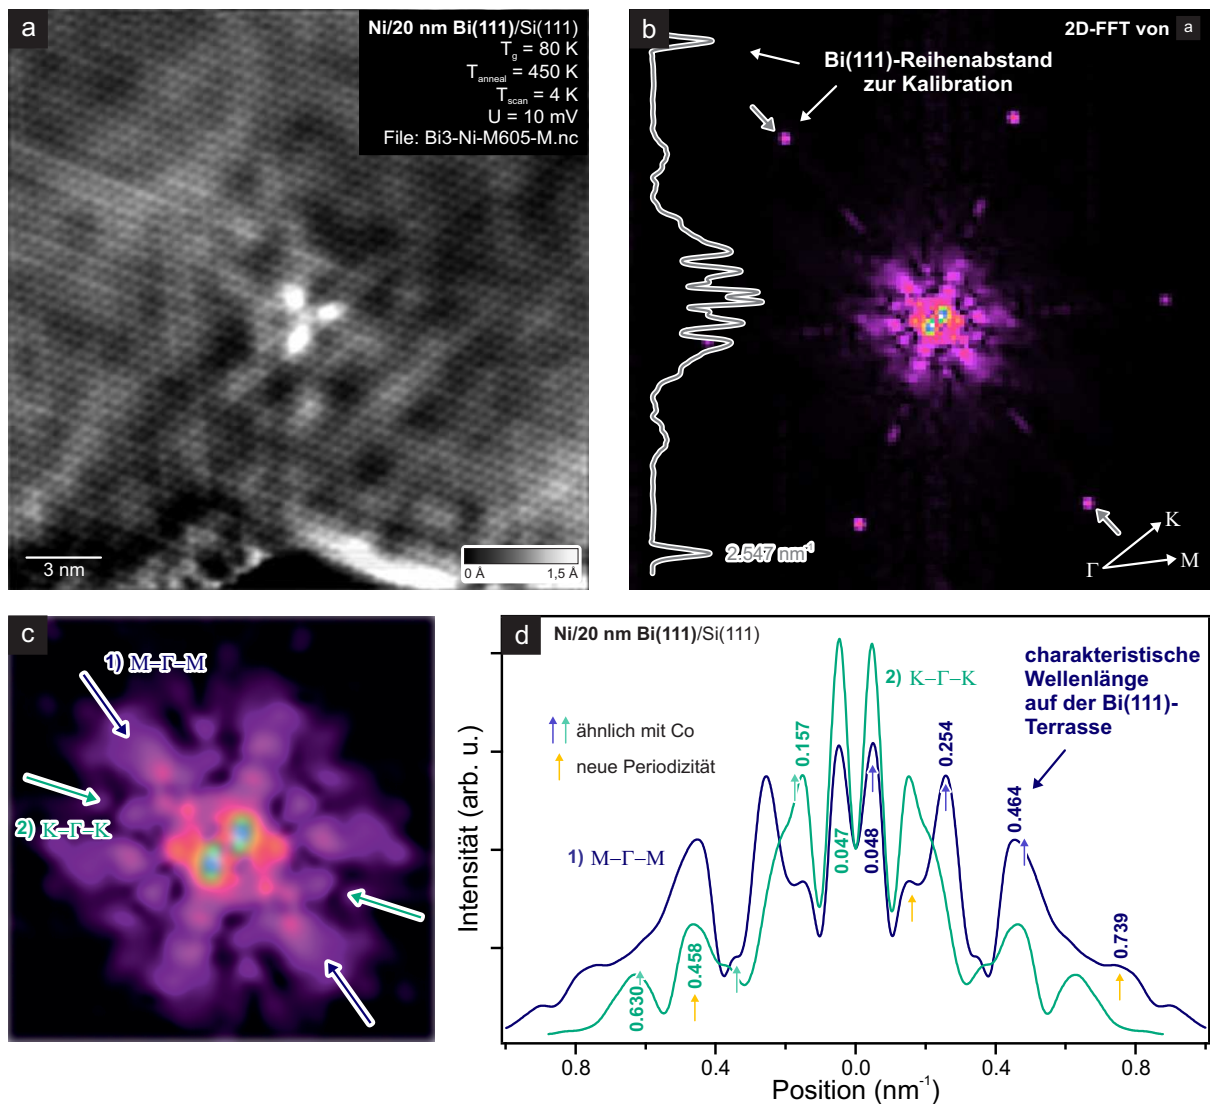 a
Ni/20 nm Bi(111)/Si(111)
Tg = 80 K
Tanneal = 450 K
Tscan = 4 K
U = 10 mV
File: Bi3-Ni-M605-M.nc
3 nm
0 Å
1,5 Å
b
2D-FFT von a
Bi(111)-Reihenabstand
zur Kalibration
2.547 nm-1
K
Γ
M
c
1) M–Γ–M
2) K–Γ–K
d
Ni/20 nm Bi(111)/Si(111)
charakteristische
Wellenlänge
auf der Bi(111)-
Terrasse
2) K–Γ–K
ähnlich mit Co
neue Periodizität
1) M–Γ–M
0.157
0.254
0.464
0.047
0.048
0.739
0.458
0.630
Intensität (arb. u.)
0.8
0.4
0.0
0.4
0.8
Position (nm-1)